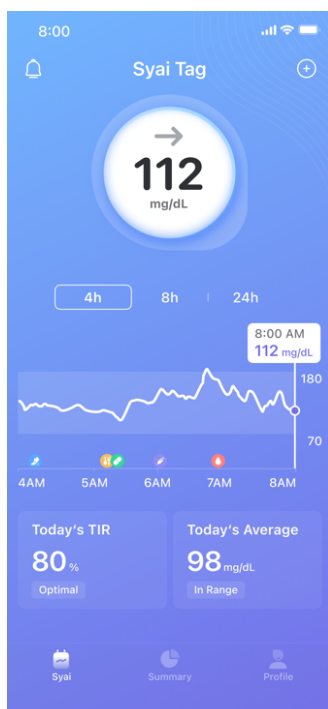 8:00
Syai Tag
112
mg/dL
4h 8h 24h
8:00 AM
112 mg/dL
180
70
4AM 5AM 6AM 7AM 8AM
Today's TIR
80 %
Optimal
Today's Average
98 mg/dL
In Range
Syai Summary Profile